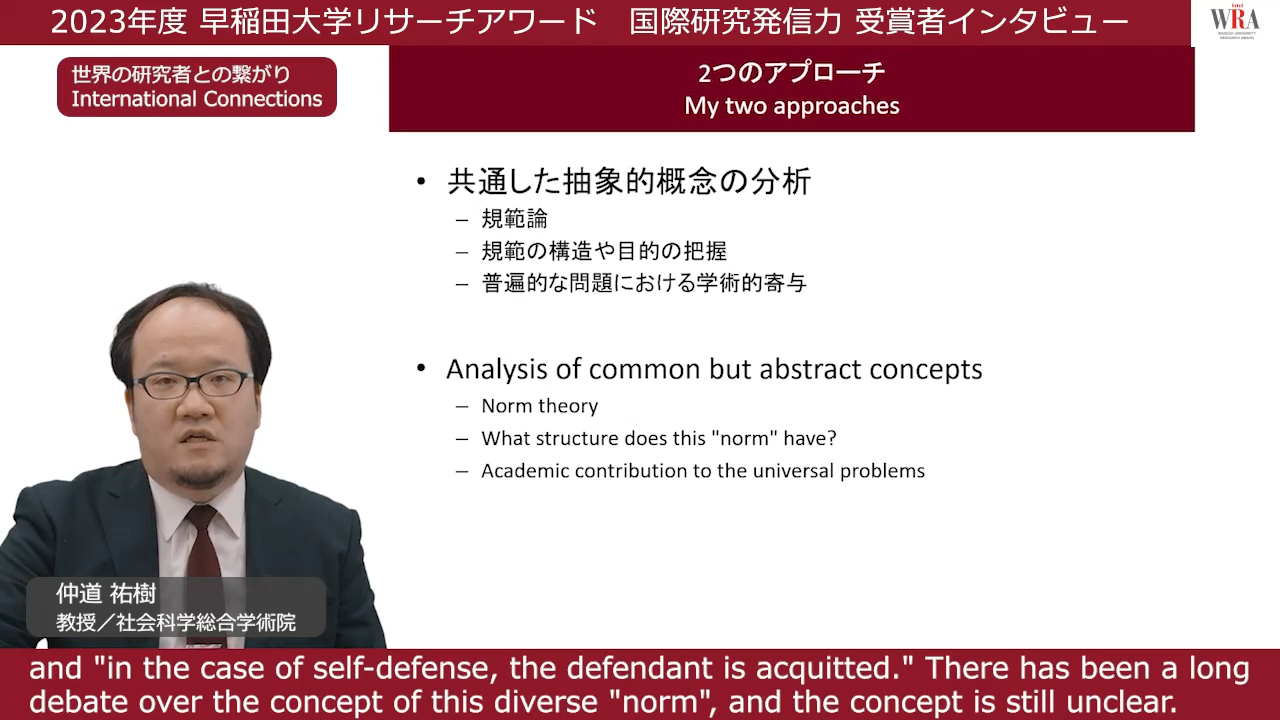 2023年度 早稲田大学リサーチアワード　国際研究発信力 受賞者インタビュー
WRA
世界の研究者との繋がり
International Connections
2つのアプローチ
My two approaches
• 共通した抽象的概念の分析
– 規範論
– 規範の構造や目的の把握
– 普遍的な問題における学術的寄与
• Analysis of common but abstract concepts
– Norm theory
– What structure does this "norm" have?
– Academic contribution to the universal problems
仲道 祐樹
教授／社会科学総合学術院
and "in the case of self-defense, the defendant is acquitted." There has been a long
debate over the concept of this diverse "norm", and the concept is still unclear.